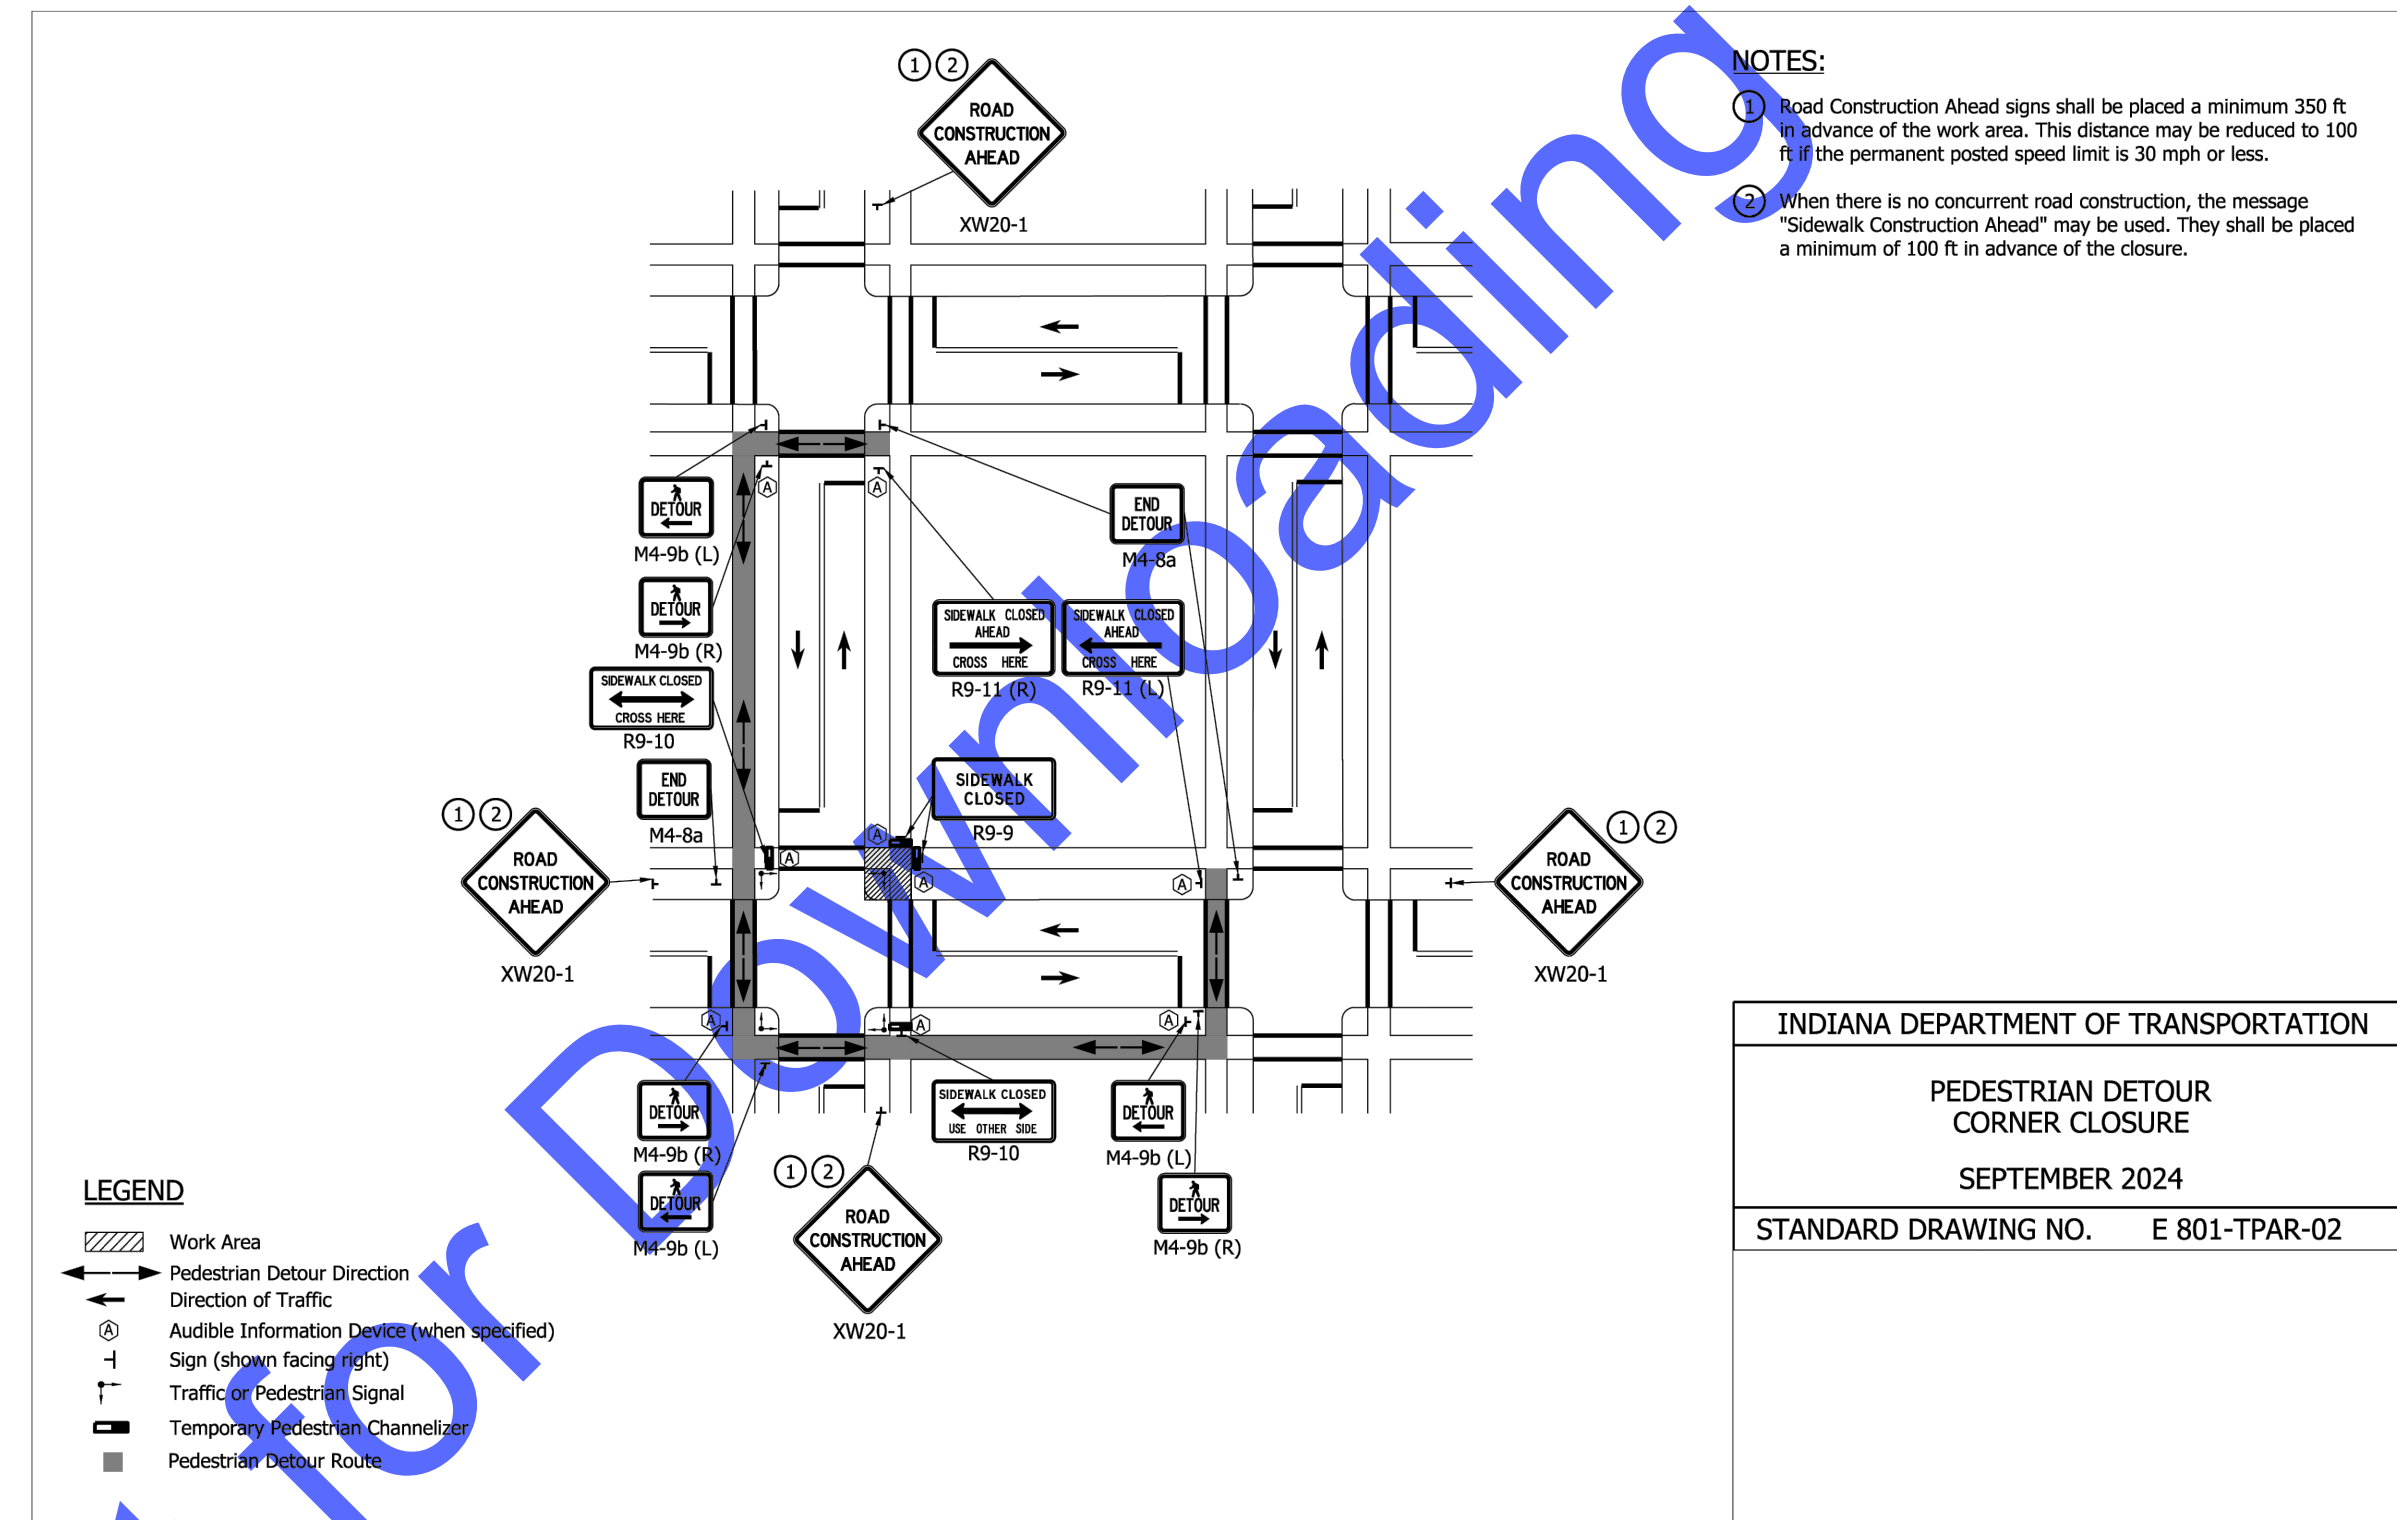 1 2
ROAD
CONSTRUCTION
AHEAD
XW20-1
NOTES:
1 Road Construction Ahead signs shall be placed a minimum 350 ft
in advance of the work area. This distance may be reduced to 100
ft if the permanent posted speed limit is 30 mph or less.
2 When there is no concurrent road construction, the message
"Sidewalk Construction Ahead" may be used. They shall be placed
a minimum of 100 ft in advance of the closure.
DETOUR
M4-9b (L)
A
A
END
DETOUR
M4-8a
DETOUR
M4-9b (R)
SIDEWALK CLOSED
AHEAD
CROSS HERE
R9-11 (R)
SIDEWALK CLOSED
AHEAD
CROSS HERE
R9-11 (L)
SIDEWALK CLOSED
CROSS HERE
R9-10
END
DETOUR
M4-8a
SIDEWALK
CLOSED
R9-9
A
A
A
A
1 2
ROAD
CONSTRUCTION
AHEAD
XW20-1
1 2
ROAD
CONSTRUCTION
AHEAD
XW20-1
A
A
A
DETOUR
M4-9b (R)
DETOUR
M4-9b (L)
SIDEWALK CLOSED
USE OTHER SIDE
R9-10
DETOUR
M4-9b (L)
DETOUR
M4-9b (R)
1 2
ROAD
CONSTRUCTION
AHEAD
XW20-1
LEGEND
Work Area
Pedestrian Detour Direction
Direction of Traffic
A Audible Information Device (when specified)
Sign (shown facing right)
Traffic or Pedestrian Signal
Temporary Pedestrian Channelizer
Pedestrian Detour Route
INDIANA DEPARTMENT OF TRANSPORTATION
PEDESTRIAN DETOUR
CORNER CLOSURE
SEPTEMBER 2024
STANDARD DRAWING NO. E 801-TPAR-02
for Downloading